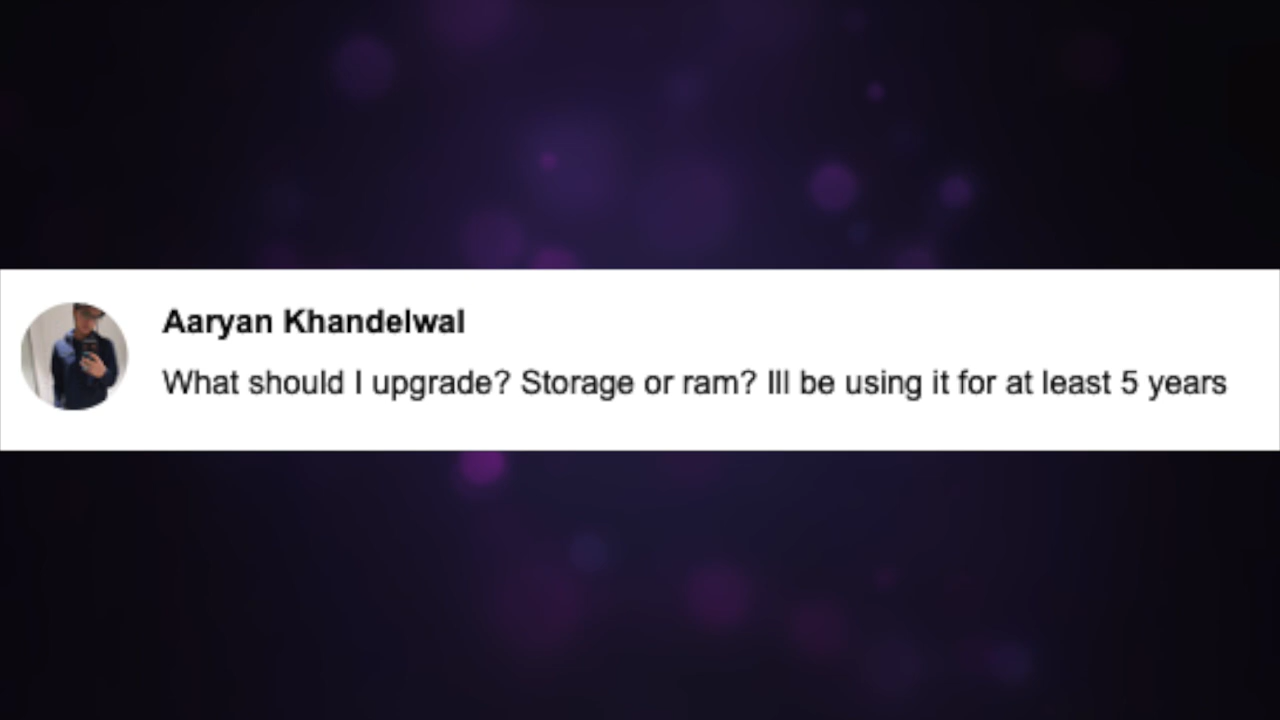 Aaryan Khandelwal
What should I upgrade? Storage or ram? Ill be using it for at least 5 years